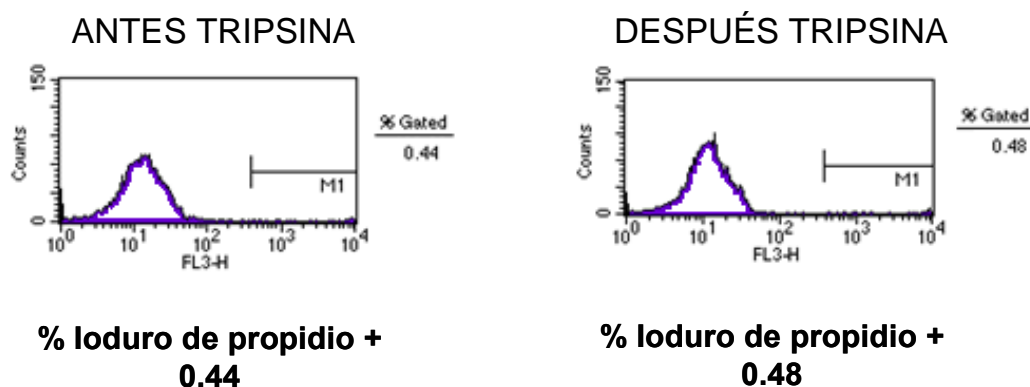 ANTES TRIPSINA
150
Counts
0
10^0 10^1 10^2 10^3 10^4
FL3-H
M1
% Gated
0.44
% Ioduro de propidio +
0.44
DESPUÉS TRIPSINA
150
Counts
0
10^0 10^1 10^2 10^3 10^4
FL3-H
M1
% Gated
0.48
% Ioduro de propidio +
0.48